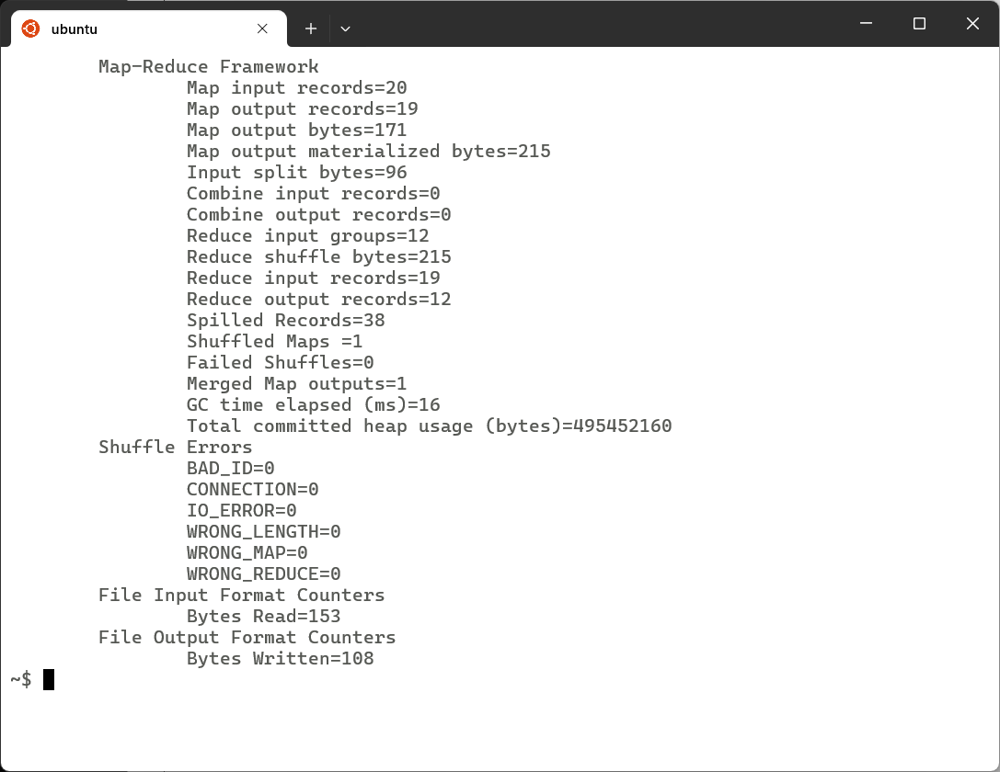 ubuntu
Map-Reduce Framework
Map input records=20
Map output records=19
Map output bytes=171
Map output materialized bytes=215
Input split bytes=96
Combine input records=0
Combine output records=0
Reduce input groups=12
Reduce shuffle bytes=215
Reduce input records=19
Reduce output records=12
Spilled Records=38
Shuffled Maps =1
Failed Shuffles=0
Merged Map outputs=1
GC time elapsed (ms)=16
Total committed heap usage (bytes)=495452160
Shuffle Errors
BAD_ID=0
CONNECTION=0
IO_ERROR=0
WRONG_LENGTH=0
WRONG_MAP=0
WRONG_REDUCE=0
File Input Format Counters
Bytes Read=153
File Output Format Counters
Bytes Written=108
~$